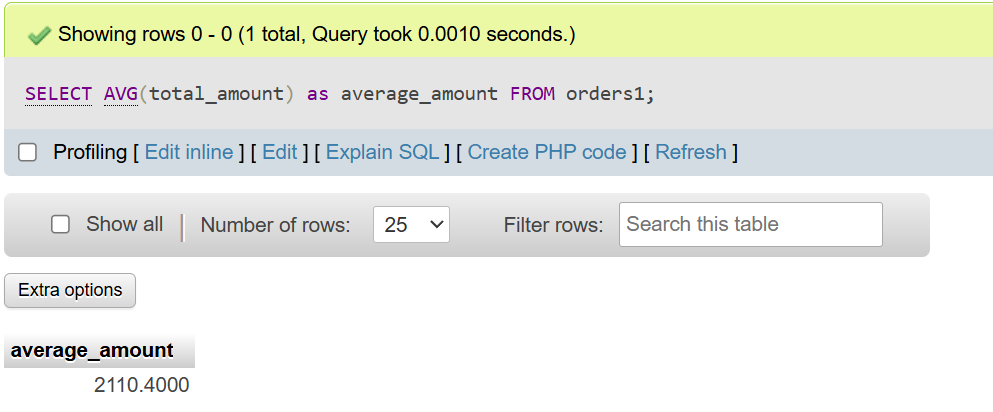 Showing rows 0 - 0 (1 total, Query took 0.0010 seconds.)
SELECT AVG(total_amount) as average_amount FROM orders1;
Profiling [ Edit inline ] [ Edit ] [ Explain SQL ] [ Create PHP code ] [ Refresh ]
Show all Number of rows: 25 Filter rows: Search this table
Extra options
average_amount
2110.4000